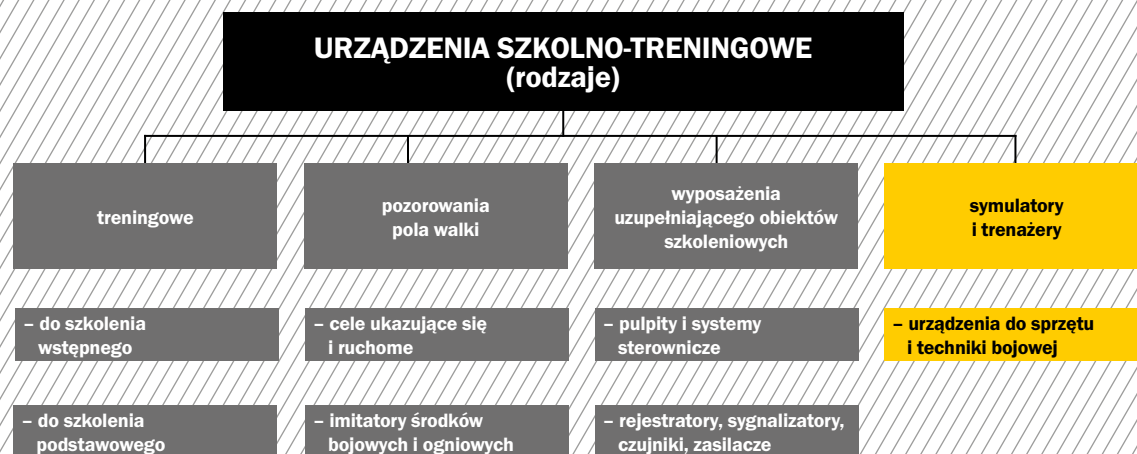 URZĄDZENIA SZKOLNO-TRENINGOWE
(rodzaje)
treningowe
pozorowania
pola walki
wyposażenia
uzupełniającego obiektów
szkoleniowych
symulatory
i trenażery
– do szkolenia
wstępnego
– cele ukazujące się
i ruchome
– pulpity i systemy
sterownicze
– urządzenia do sprzętu
i techniki bojowej
– do szkolenia
podstawowego
– imitatory środków
bojowych i ogniowych
– rejestratory, sygnalizatory,
czujniki, zasilacze